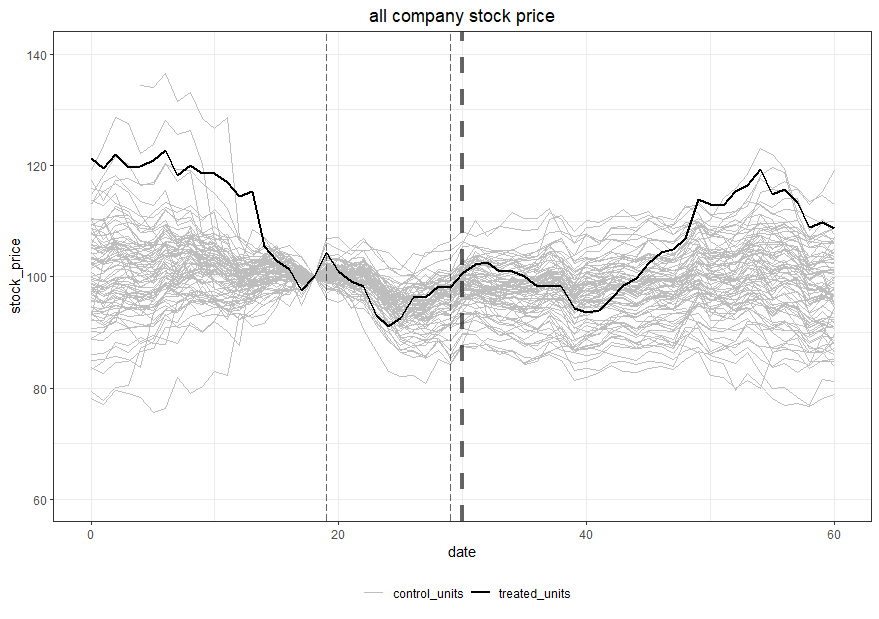 all company stock price
140
120
100
80
60
stock_price
0 20 40 60
date
control_units treated_units